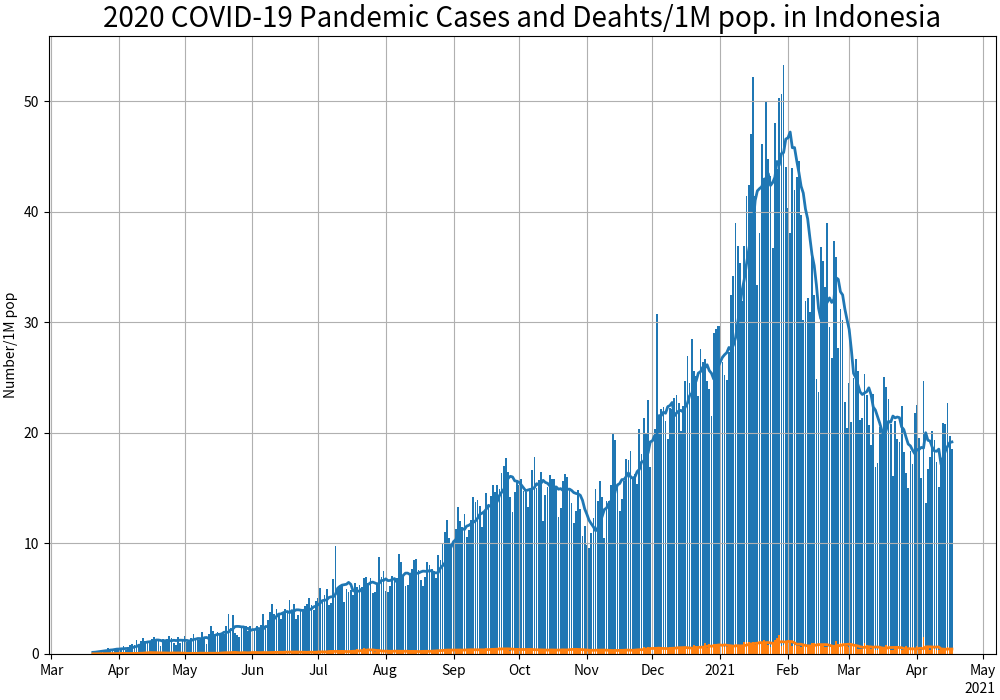 2020 COVID-19 Pandemic Cases and Deahts/1M pop. in Indonesia
Number/1M pop
50
40
30
20
10
0
Mar Apr May Jun Jul Aug Sep Oct Nov Dec 2021 Feb Mar Apr May
2021